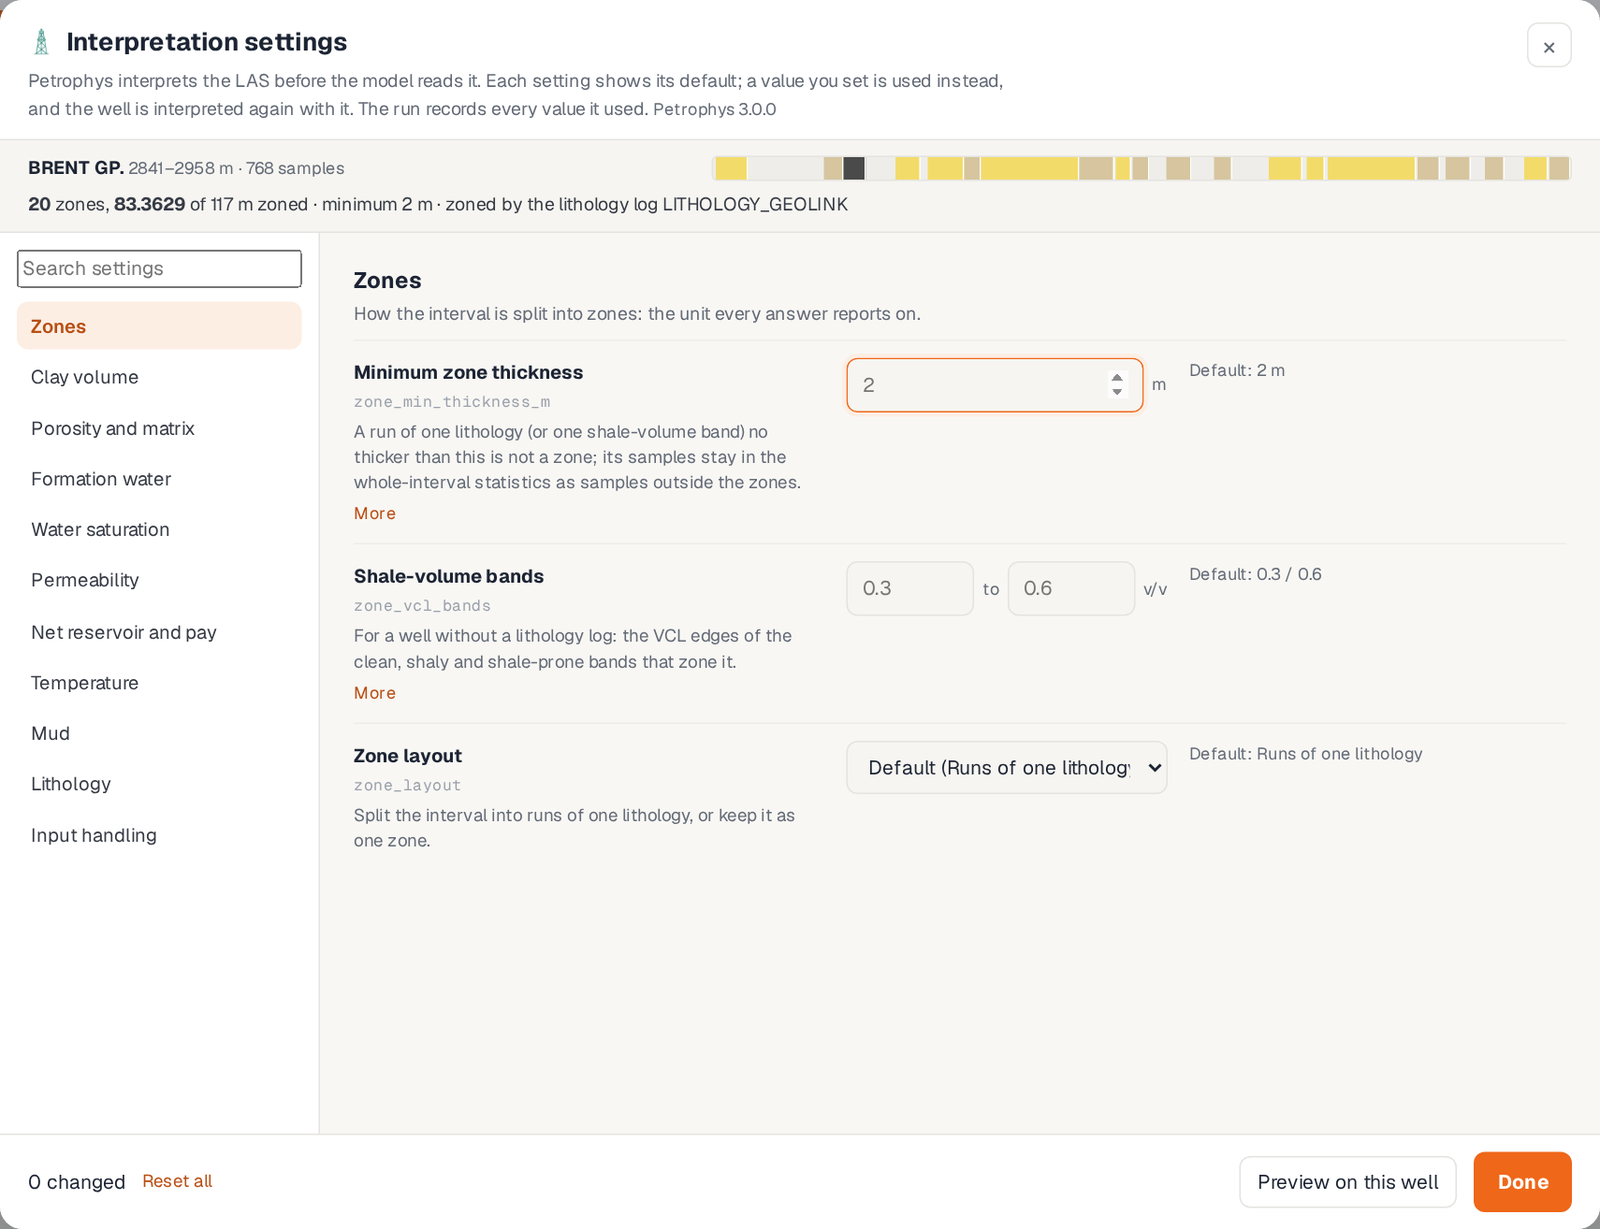 Interpretation settings
×
Petrophys interprets the LAS before the model reads it. Each setting shows its default; a value you set is used instead,
and the well is interpreted again with it. The run records every value it used. Petrophys 3.0.0
BRENT GP. 2841–2958 m · 768 samples
20 zones, 83.3629 of 117 m zoned · minimum 2 m · zoned by the lithology log LITHOLOGY_GEOLINK
Search settings
Zones
Clay volume
Porosity and matrix
Formation water
Water saturation
Permeability
Net reservoir and pay
Temperature
Mud
Lithology
Input handling
Zones
How the interval is split into zones: the unit every answer reports on.
Minimum zone thickness
zone_min_thickness_m
A run of one lithology (or one shale-volume band) no
thicker than this is not a zone; its samples stay in the
whole-interval statistics as samples outside the zones.
More
2 m
Default: 2 m
Shale-volume bands
zone_vcl_bands
For a well without a lithology log: the VCL edges of the
clean, shaly and shale-prone bands that zone it.
More
0.3 to 0.6 v/v
Default: 0.3 / 0.6
Zone layout
zone_layout
Split the interval into runs of one lithology, or keep it as
one zone.
Default (Runs of one lithology
Default: Runs of one lithology
0 changed Reset all
Preview on this well
Done